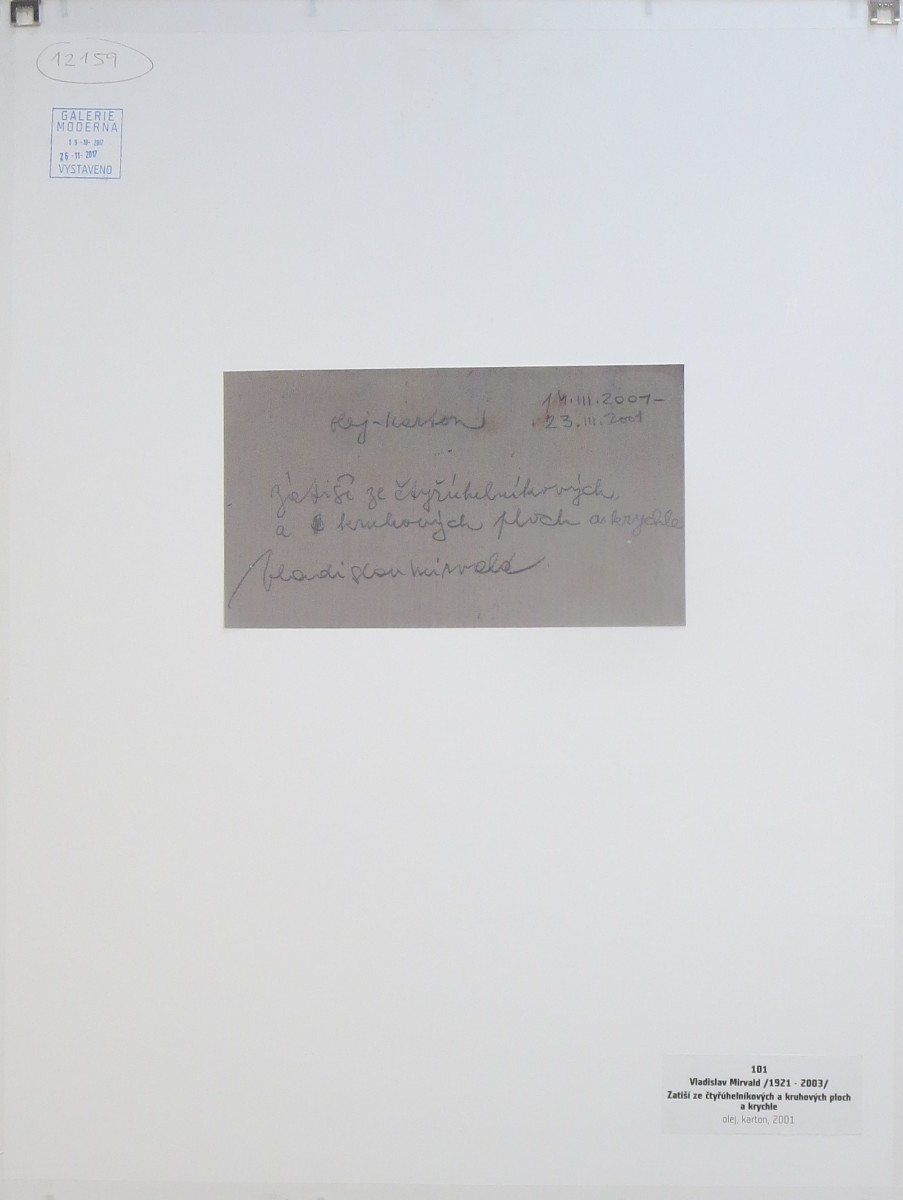 12159
GALERIE
MODERNA
19 -10- 2017
26 -11- 2017
VYSTAVENO
olej-karton
14.III.2001–
23.III.2001
Zátiší ze čtyřúhelníkových
a kruhových ploch a krychle
Vladislav Mirvald
101
Vladislav Mirvald /1921 - 2003/
Zatiší ze čtyřúhelníkových a kruhových ploch
a krychle
olej, karton, 2001